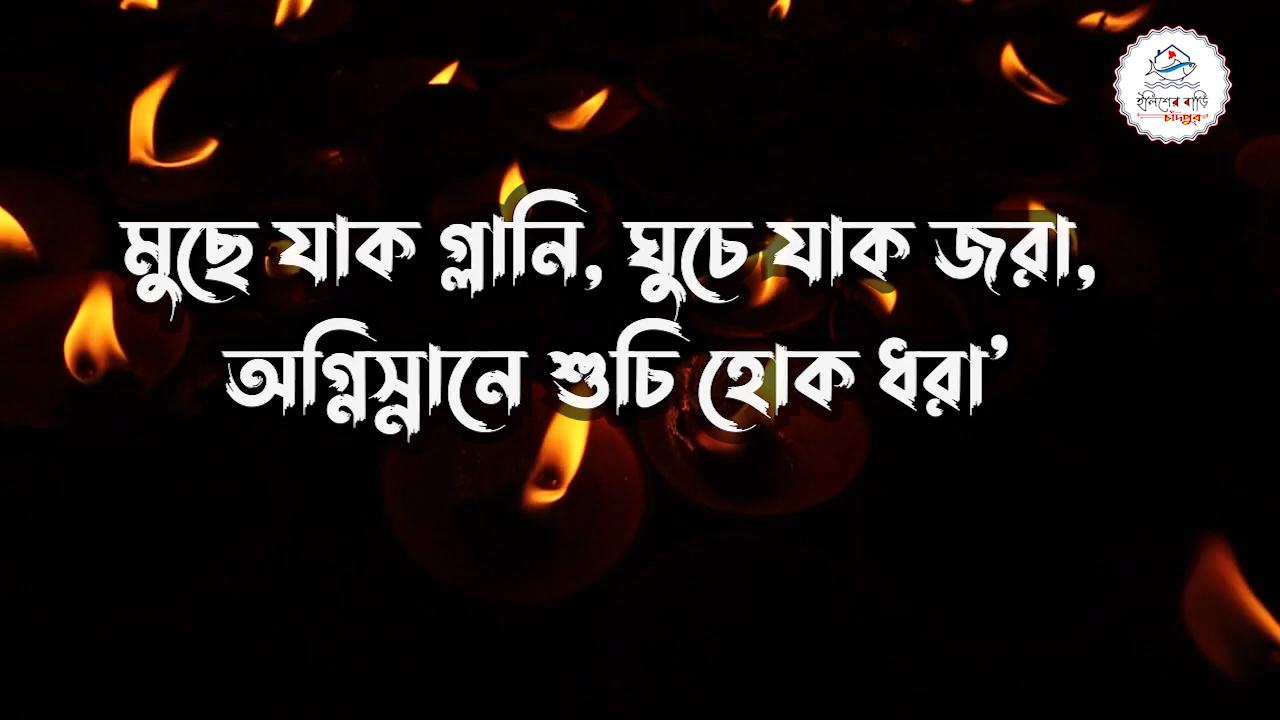 ইলিশের বাড়ি
চাঁদপুর
মুছে যাক গ্লানি, ঘুচে যাক জরা,
অগ্নিস্নানে শুচি হোক ধরা’